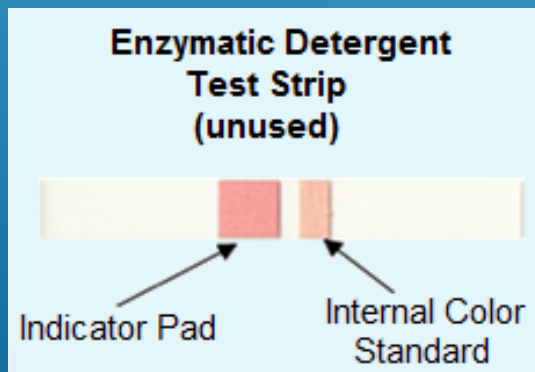 Enzymatic Detergent
Test Strip
(unused)
Indicator Pad
Internal Color
Standard